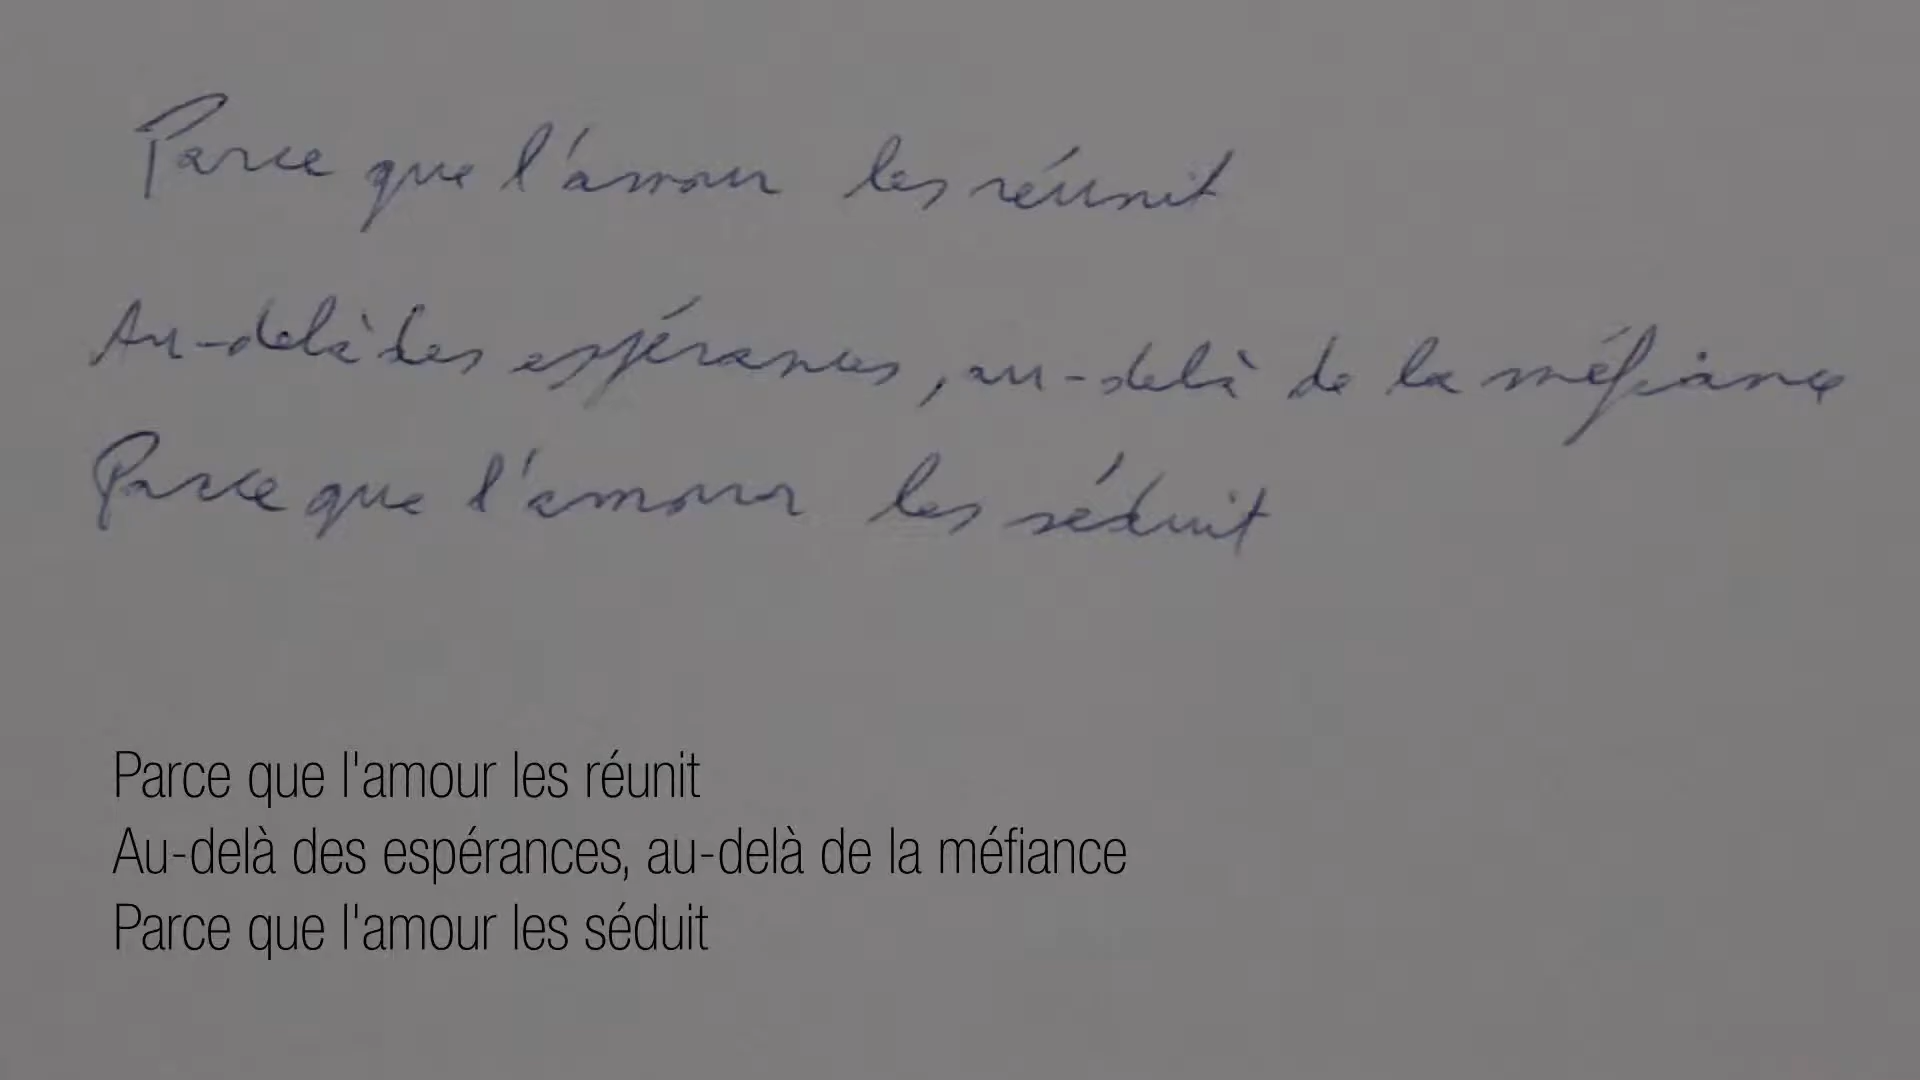 Parce que l'amour les réunit
Au-delà des espérances, au-delà de la méfiance
Parce que l'amour les séduit
Parce que l'amour les réunit
Au-delà des espérances, au-delà de la méfiance
Parce que l'amour les séduit